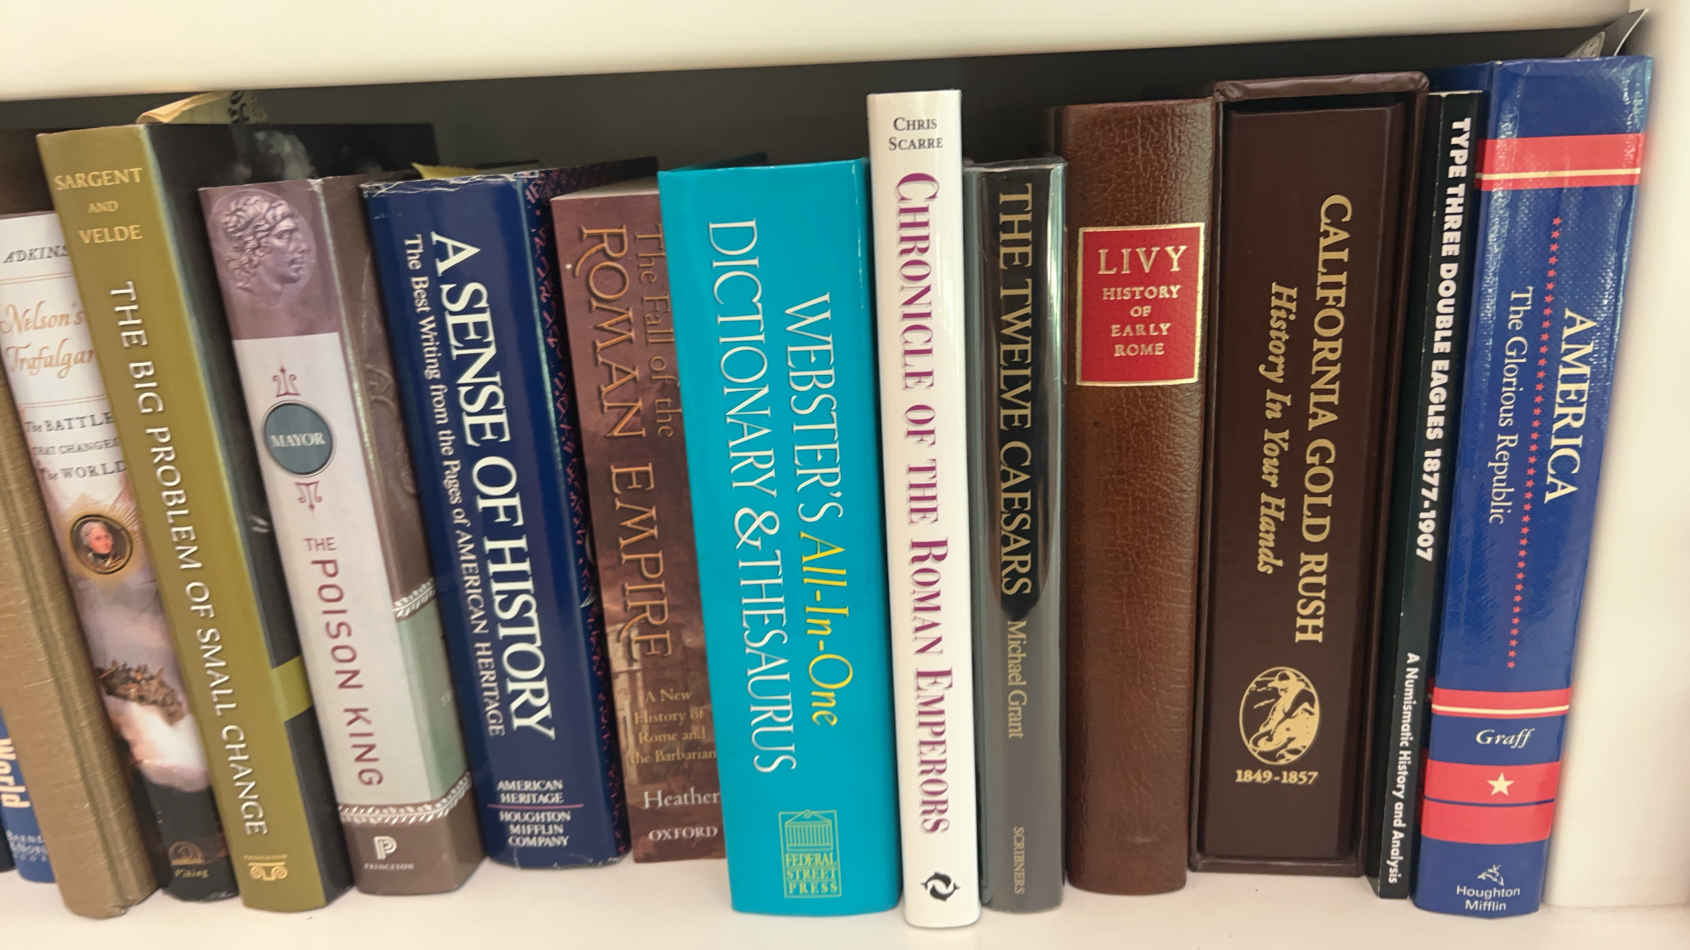 World
ADKINS
Nelson's
Trafalgar
The BATTLE
THAT CHANGED
The WORLD
Viking
SARGENT
AND
VELDE
THE BIG PROBLEM OF SMALL CHANGE
PRINCETON
MAYOR
THE POISON KING
P
PRINCETON
A SENSE OF HISTORY
The Best Writing from the Pages of AMERICAN HERITAGE
AMERICAN
HERITAGE
HOUGHTON
MIFFLIN
COMPANY
The Fall of the
ROMAN EMPIRE
A New
History of
Rome and
the Barbarian
Heather
OXFORD
WEBSTER'S All-In-One
DICTIONARY & THESAURUS
FEDERAL
STREET
PRESS
CHRIS
SCARRE
CHRONICLE OF THE ROMAN EMPERORS
THE TWELVE CAESARS Michael Grant
SCRIBNERS
LIVY
HISTORY
OF
EARLY
ROME
CALIFORNIA GOLD RUSH
History In Your Hands
1849-1857
TYPE THREE DOUBLE EAGLES 1877-1907
A Numismatic History and Analysis
AMERICA
The Glorious Republic
Graff
Houghton
Mifflin